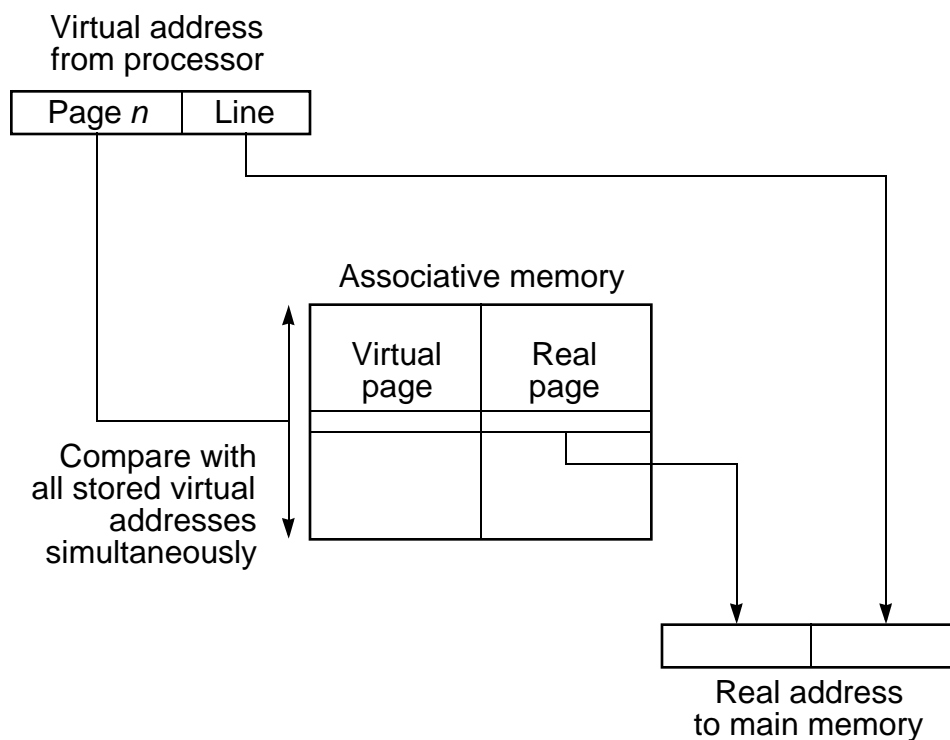 Virtual address
from processor
Page n
Line
Associative memory
Virtual
page
Real
page
Compare with
all stored virtual
addresses
simultaneously
Real address
to main memory